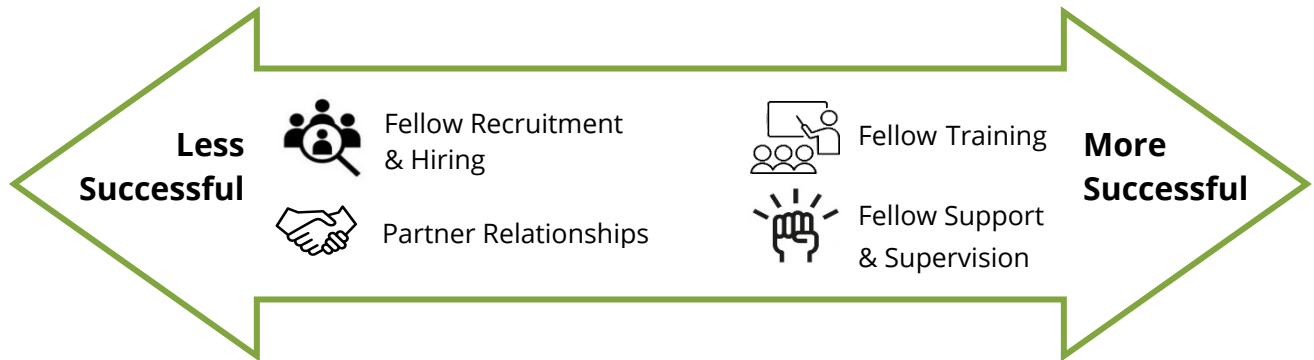 Less
Successful
Fellow Recruitment
& Hiring
Partner Relationships
Fellow Training
Fellow Support
& Supervision
More
Successful